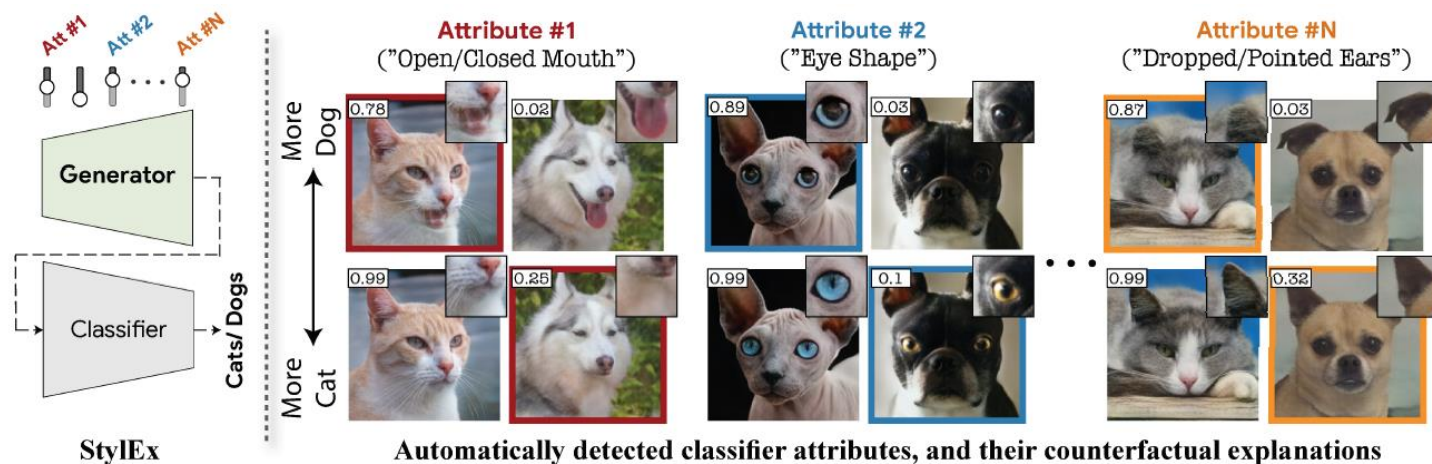 Att #1
Att #2
Att #N
Generator
Classifier
Cats/ Dogs
StylEx
More Dog
More Cat
Attribute #1
("Open/Closed Mouth")
0.78
0.02
0.99
0.25
Attribute #2
("Eye Shape")
0.89
0.03
0.99
0.1
Attribute #N
("Dropped/Pointed Ears")
0.87
0.03
0.99
0.32
Automatically detected classifier attributes, and their counterfactual explanations